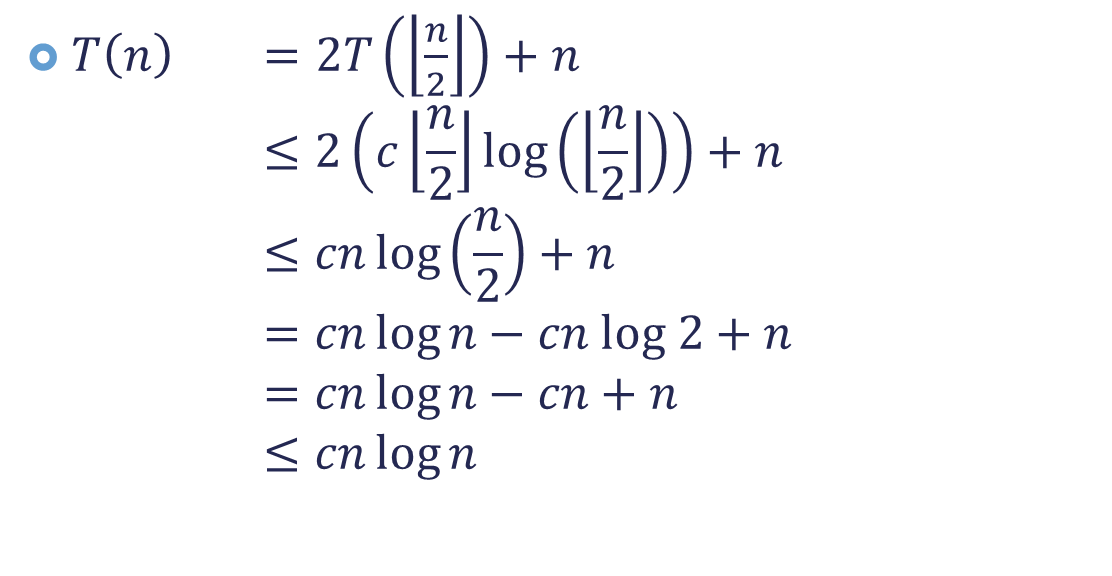 T(n) = 2T(⌊n/2⌋) + n
≤ 2(c⌊n/2⌋ log(⌊n/2⌋)) + n
≤ cn log(n/2) + n
= cn log n − cn log 2 + n
= cn log n − cn + n
≤ cn log n